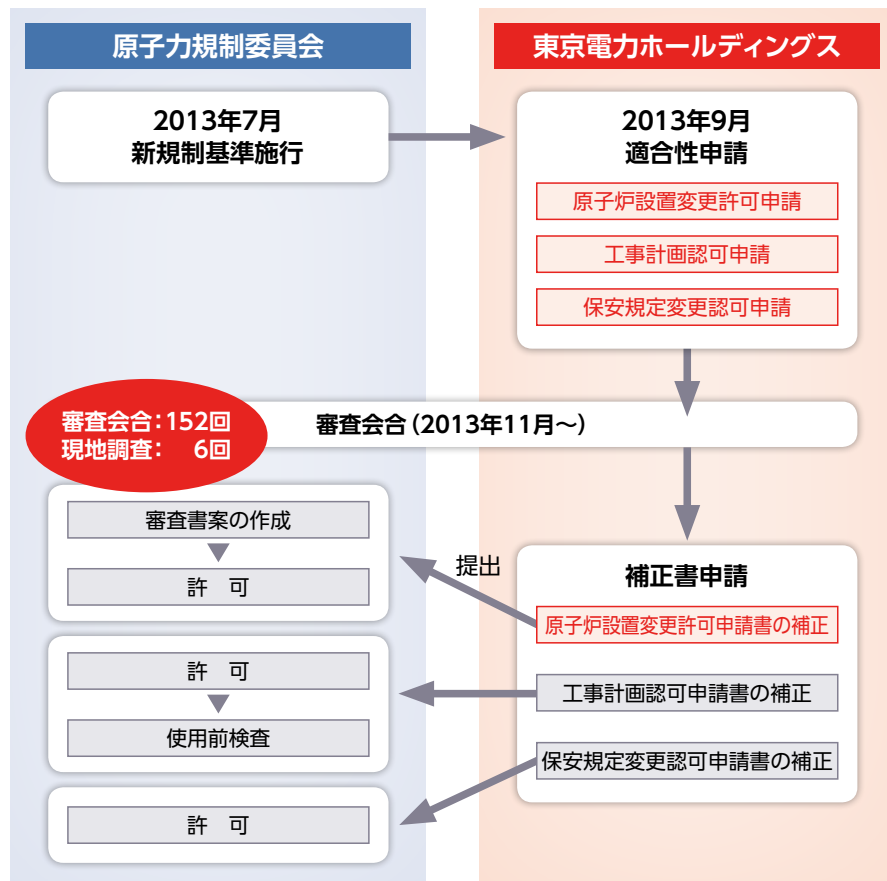 原子力規制委員会
東京電力ホールディングス
2013年7月
新規制基準施行
2013年9月
適合性申請
原子炉設置変更許可申請
工事計画認可申請
保安規定変更認可申請
審査会合：152回
現地調査：　6回
審査会合（2013年11月～）
審査書案の作成
許　可
提出
補正書申請
原子炉設置変更許可申請書の補正
許　可
使用前検査
工事計画認可申請書の補正
保安規定変更認可申請書の補正
許　可